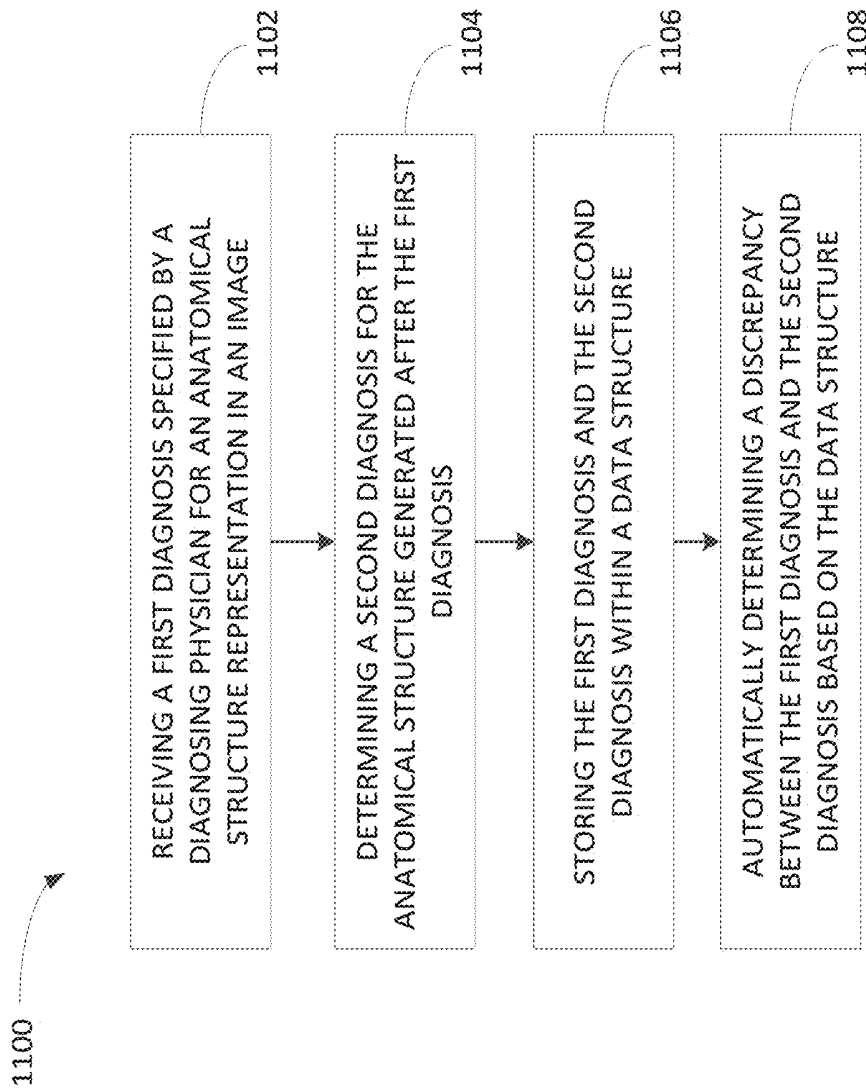 1100
RECEIVING A FIRST DIAGNOSIS SPECIFIED BY A
DIAGNOSING PHYSICIAN FOR AN ANATOMICAL
STRUCTURE REPRESENTATION IN AN IMAGE
1102
DETERMINING A SECOND DIAGNOSIS FOR THE
ANATOMICAL STRUCTURE GENERATED AFTER THE FIRST
DIAGNOSIS
1104
STORING THE FIRST DIAGNOSIS AND THE SECOND
DIAGNOSIS WITHIN A DATA STRUCTURE
1106
AUTOMATICALLY DETERMINING A DISCREPANCY
BETWEEN THE FIRST DIAGNOSIS AND THE SECOND
DIAGNOSIS BASED ON THE DATA STRUCTURE
1108